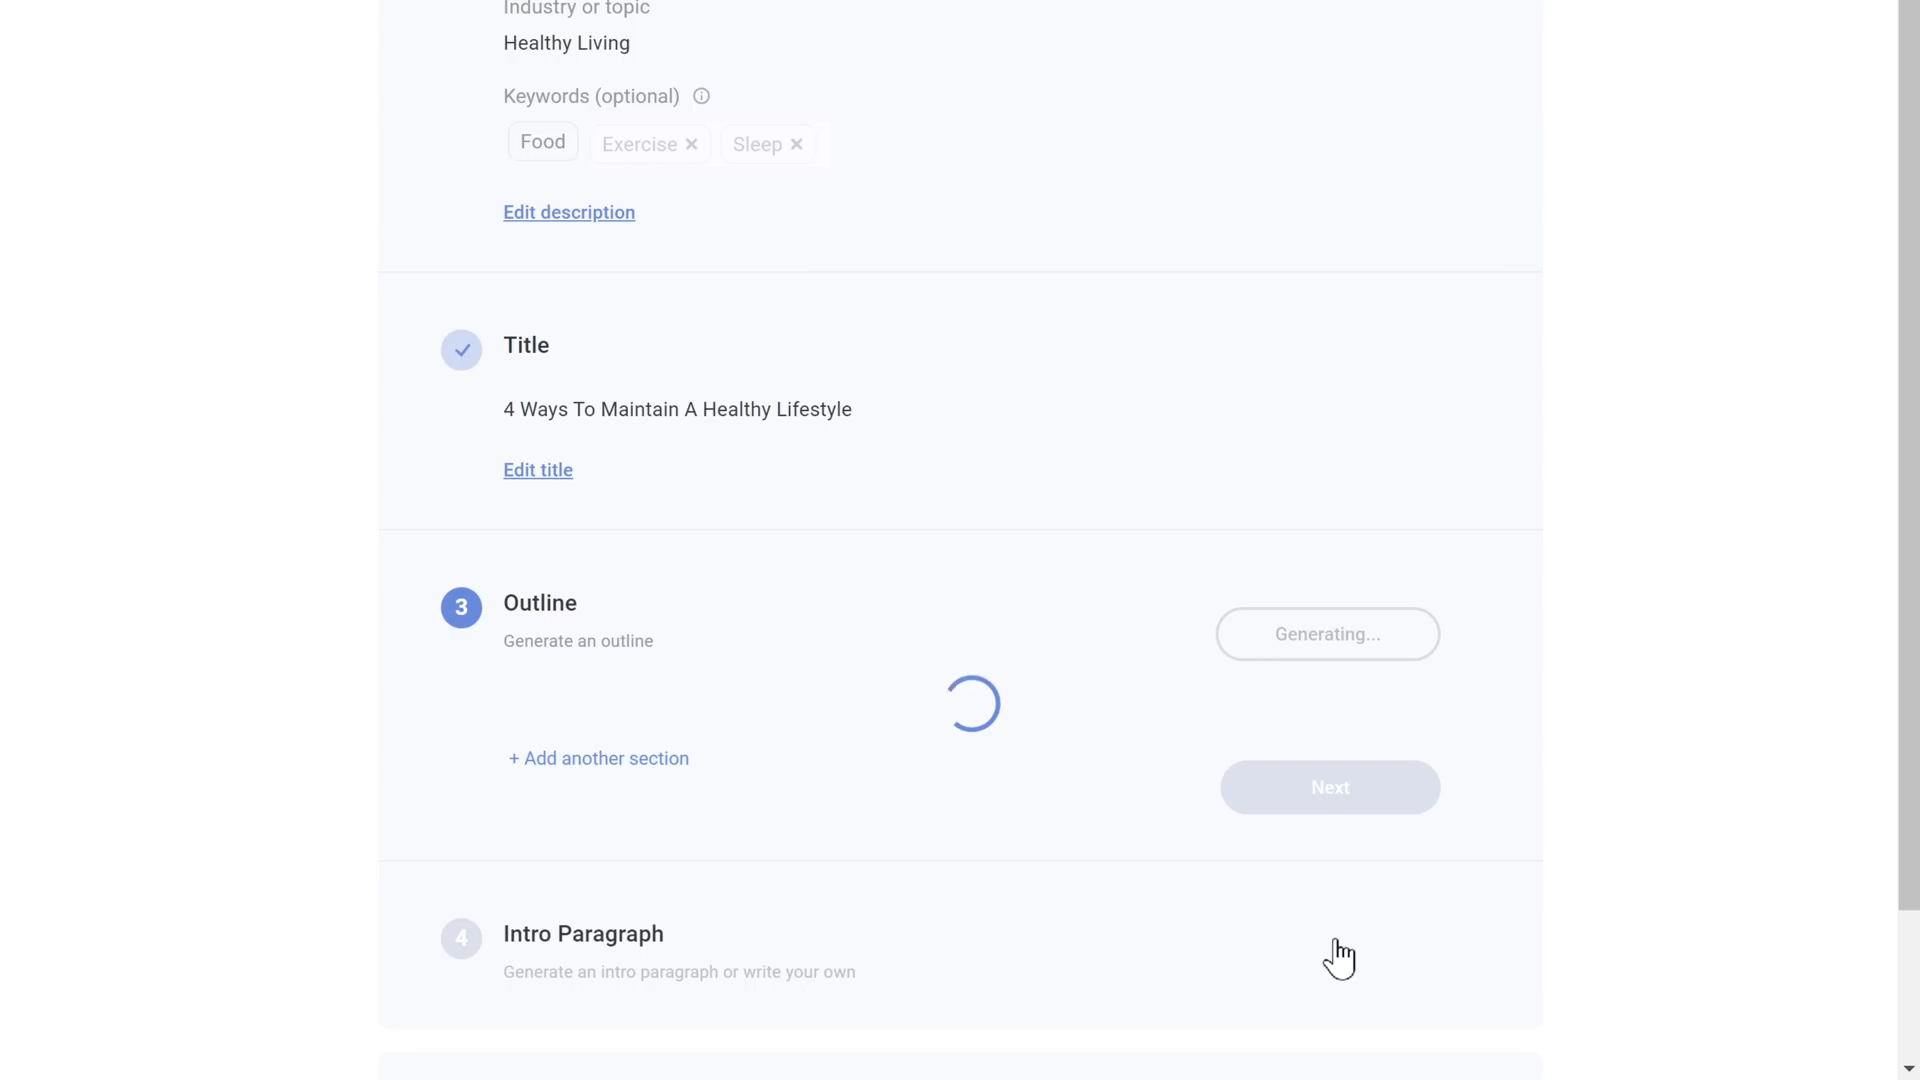 Industry or topic
Healthy Living
Keywords (optional)
Food Exercise × Sleep ×
Edit description
Title
4 Ways To Maintain A Healthy Lifestyle
Edit title
3 Outline
Generate an outline
Generating...
+ Add another section
Next
4 Intro Paragraph
Generate an intro paragraph or write your own